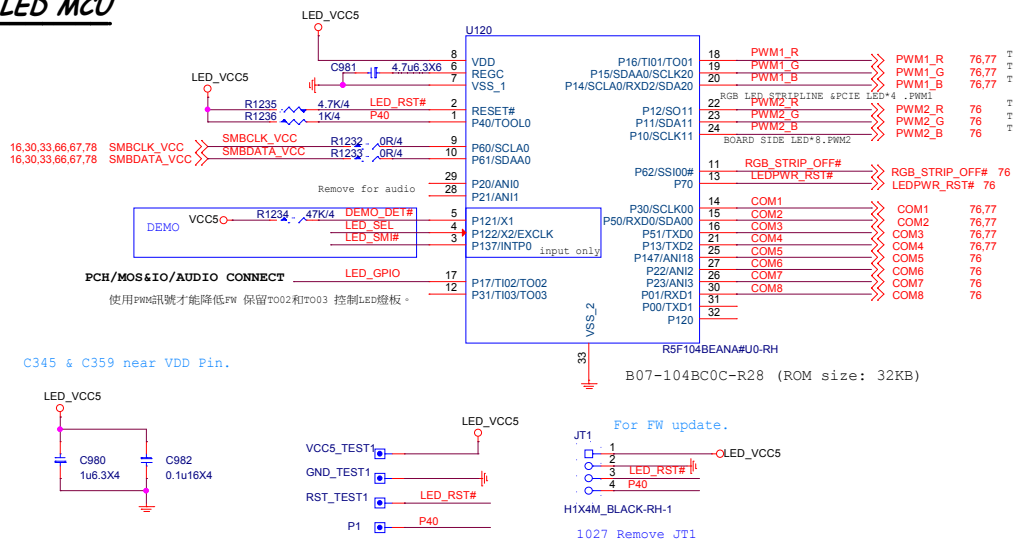 LED MCU
LED_VCC5
U120
8 VDD
C981 4.7u6.3X6 6 REGC
7 VSS_1
LED_VCC5
R1235 4.7K/4 LED_RST# 2 RESET#
R1236 1K/4 P40 1 P40/TOOL0
16,30,33,66,67,78 SMBCLK_VCC SMBCLK_VCC R1232 0R/4 9 P60/SCLA0
16,30,33,66,67,78 SMBDATA_VCC SMBDATA_VCC R1233 0R/4 10 P61/SDAA0
29 P20/ANI0
Remove for audio 28 P21/ANI1
DEMO VCC5 R1234 47K/4 DEMO_DET# 5 P121/X1
LED_SEL 4 P122/X2/EXCLK
LED_SMI# 3 P137/INTP0
input only
PCH/MOS&IO/AUDIO CONNECT LED_GPIO 17 P17/TI02/TO02
12 P31/TI03/TO03
使用PWM訊號才能降低FW 保留TO02和TO03 控制LED燈板。
P16/TI01/TO01 18 PWM1_R PWM1_R 76,77 T
P15/SDAA0/SCLK20 19 PWM1_G PWM1_G 76,77 T
P14/SCLA0/RXD2/SDA20 20 PWM1_B PWM1_B 76,77 T
RGB LED STRIPLINE &PCIE LED*4 .PWM1
P12/SO11 22 PWM2_R PWM2_R 76 T
P11/SDA11 23 PWM2_G PWM2_G 76 T
P10/SCLK11 24 PWM2_B PWM2_B 76 T
BOARD SIDE LED*8.PWM2
P62/SSI00# 11 RGB_STRIP_OFF# RGB_STRIP_OFF# 76
P70 13 LEDPWR_RST# LEDPWR_RST# 76
P30/SCLK00 14 COM1 COM1 76,77
P50/RXD0/SDA00 15 COM2 COM2 76,77
P51/TXD0 16 COM3 COM3 76,77
P13/TXD2 21 COM4 COM4 76,77
P147/ANI18 25 COM5 COM5 76
P22/ANI2 27 COM6 COM6 76
P23/ANI3 26 COM7 COM7 76
P01/RXD1 30 COM8 COM8 76
P00/TXD1 31
P120 32
VSS_2
33
R5F104BEANA#U0-RH
B07-104BC0C-R28 (ROM size: 32KB)
C345 & C359 near VDD Pin.
LED_VCC5
C980
1u6.3X4
C982
0.1u16X4
LED_VCC5
VCC5_TEST1
GND_TEST1
RST_TEST1 LED_RST#
P1 P40
For FW update.
JT1
1 LED_VCC5
2
3 LED_RST#
4 P40
H1X4M_BLACK-RH-1
1027 Remove JT1